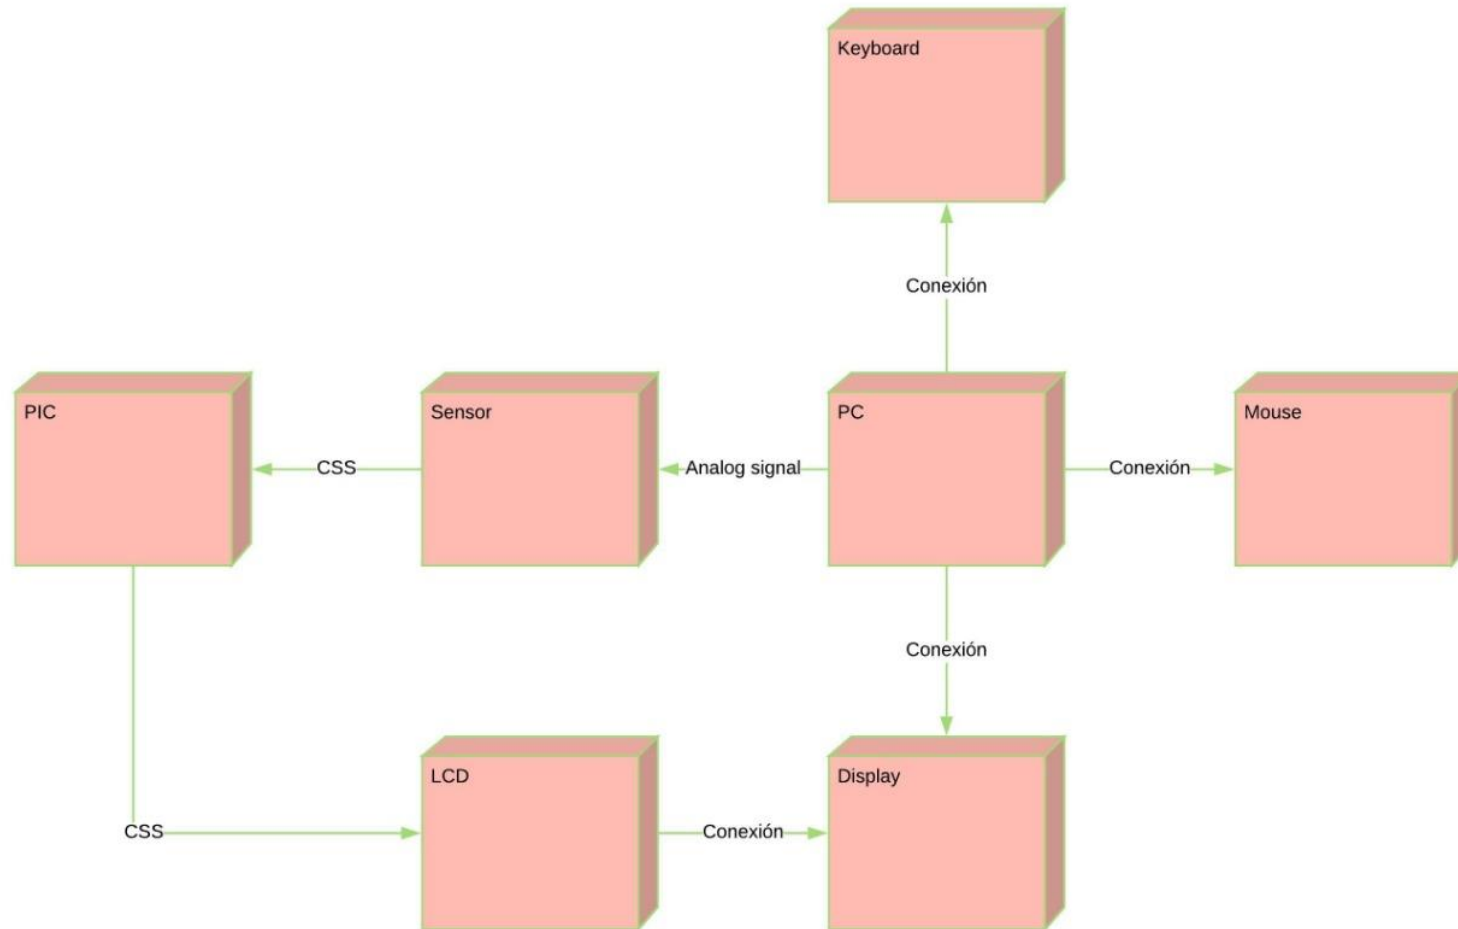 Keyboard
Conexión
PIC
Sensor
PC
Mouse
CSS
Analog signal
Conexión
Conexión
LCD
Display
CSS
Conexión